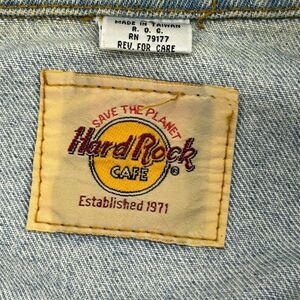 MADE IN TAIWAN
R. O. C.
RN 79177
REV. FOR CARE
SAVE THE PLANET
Hard Rock
CAFE ®
Established 1971